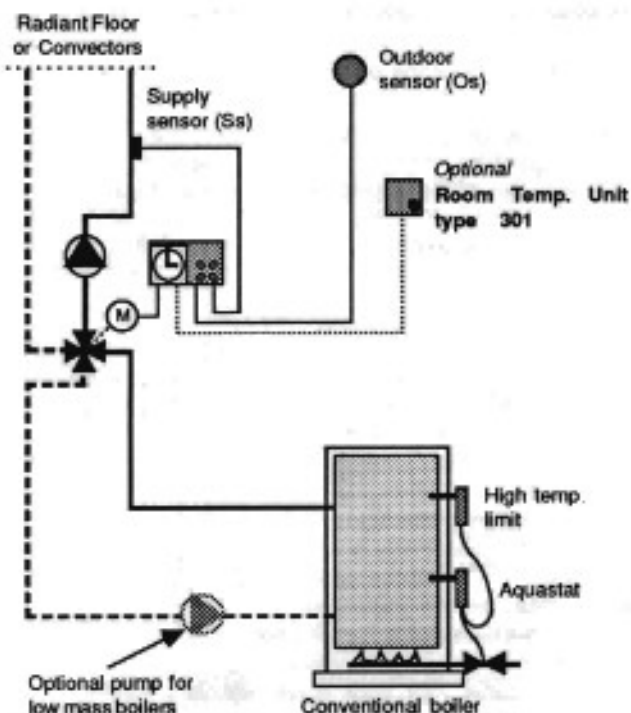 Radiant Floor
or Convectors
Outdoor
sensor (Os)
Supply
sensor (Ss)
Optional
Room Temp. Unit
type 301
M
High temp.
limit
Aquastat
Optional pump for
low mass boilers
Conventional boiler